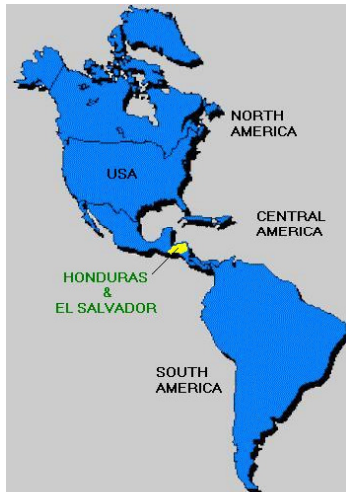 NORTH
AMERICA
USA
CENTRAL
AMERICA
HONDURAS
&
EL SALVADOR
SOUTH
AMERICA